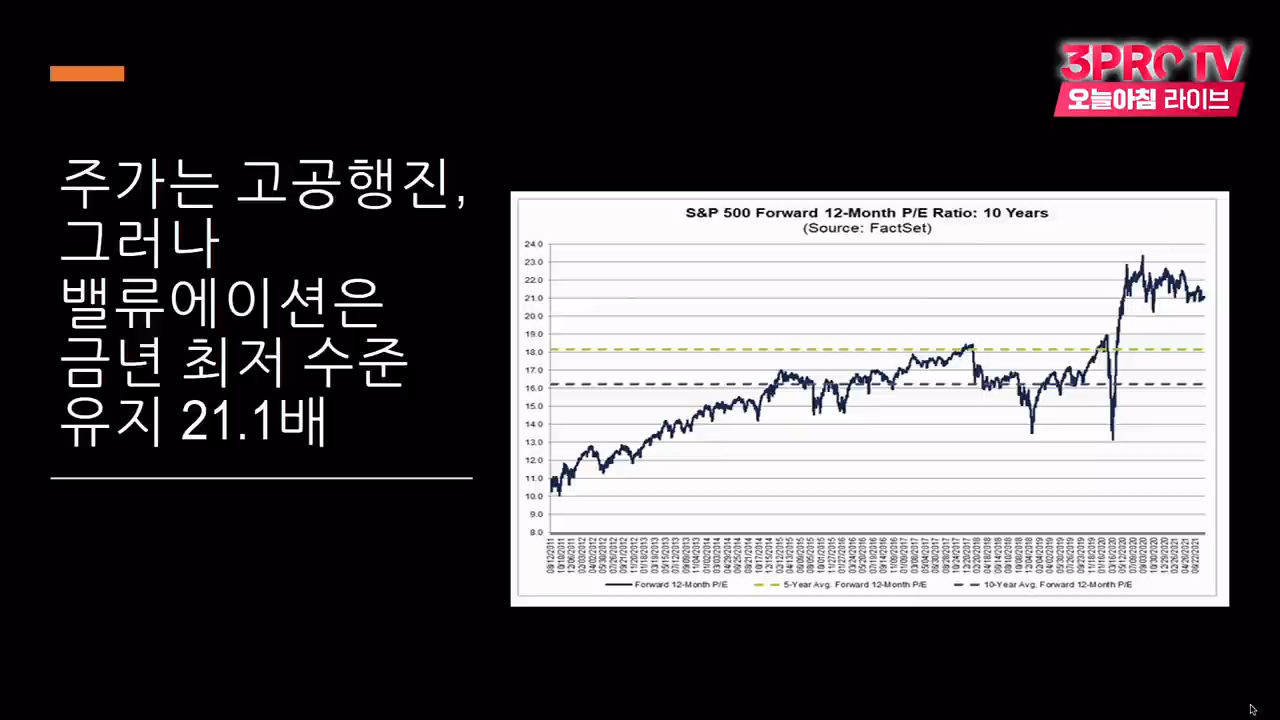 3PRO TV
오늘아침 라이브
주가는 고공행진,
그러나
밸류에이션은
금년 최저 수준
유지 21.1배
S&P 500 Forward 12-Month P/E Ratio: 10 Years
(Source: FactSet)
24.0
23.0
22.0
21.0
20.0
19.0
18.0
17.0
16.0
15.0
14.0
13.0
12.0
11.0
10.0
9.0
8.0
Forward 12-Month P/E
5-Year Avg. Forward 12-Month P/E
10-Year Avg. Forward 12-Month P/E